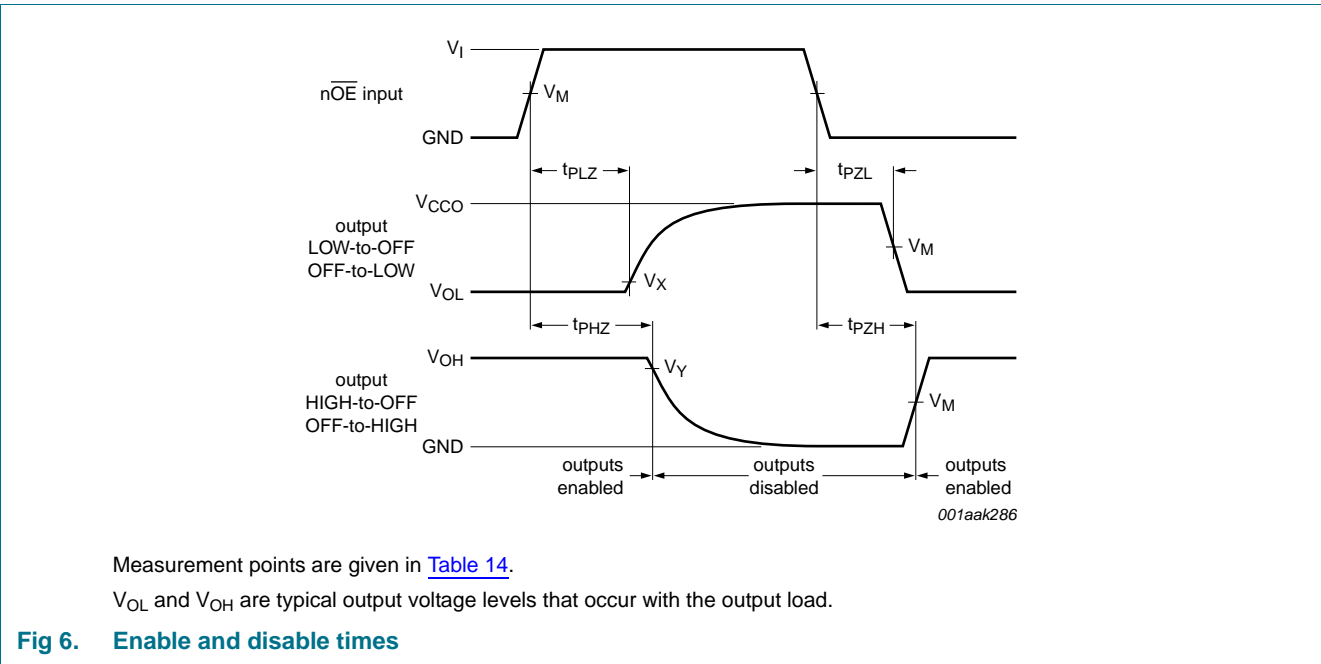 V_I
nOE input
V_M
GND
t_PLZ
t_PZL
V_CCO
output
LOW-to-OFF
OFF-to-LOW
V_M
V_X
V_OL
t_PHZ
t_PZH
V_OH
V_Y
output
HIGH-to-OFF
OFF-to-HIGH
V_M
GND
outputs
enabled
outputs
disabled
outputs
enabled
001aak286
Measurement points are given in Table 14.
V_OL and V_OH are typical output voltage levels that occur with the output load.
Fig 6. Enable and disable times